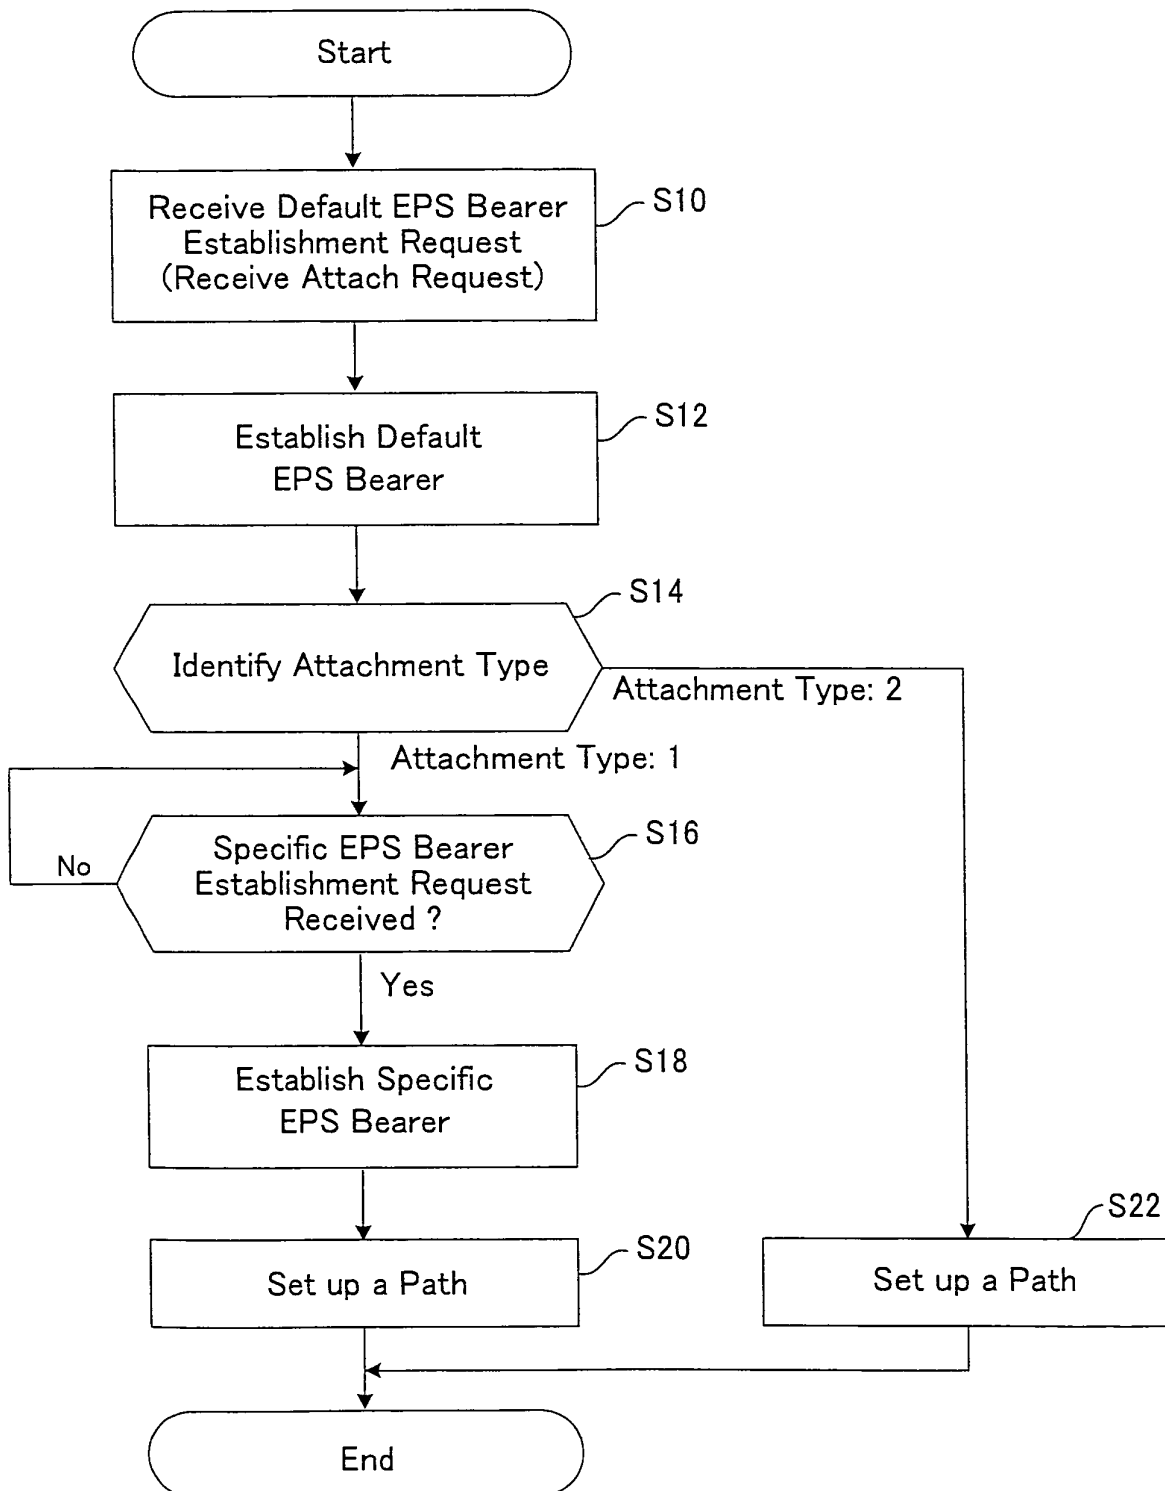 Start
Receive Default EPS Bearer
Establishment Request
(Receive Attach Request)
S10
Establish Default
EPS Bearer
S12
Identify Attachment Type
S14
Attachment Type: 2
Attachment Type: 1
Specific EPS Bearer
Establishment Request
Received ?
S16
No
Yes
Establish Specific
EPS Bearer
S18
Set up a Path
S20
Set up a Path
S22
End